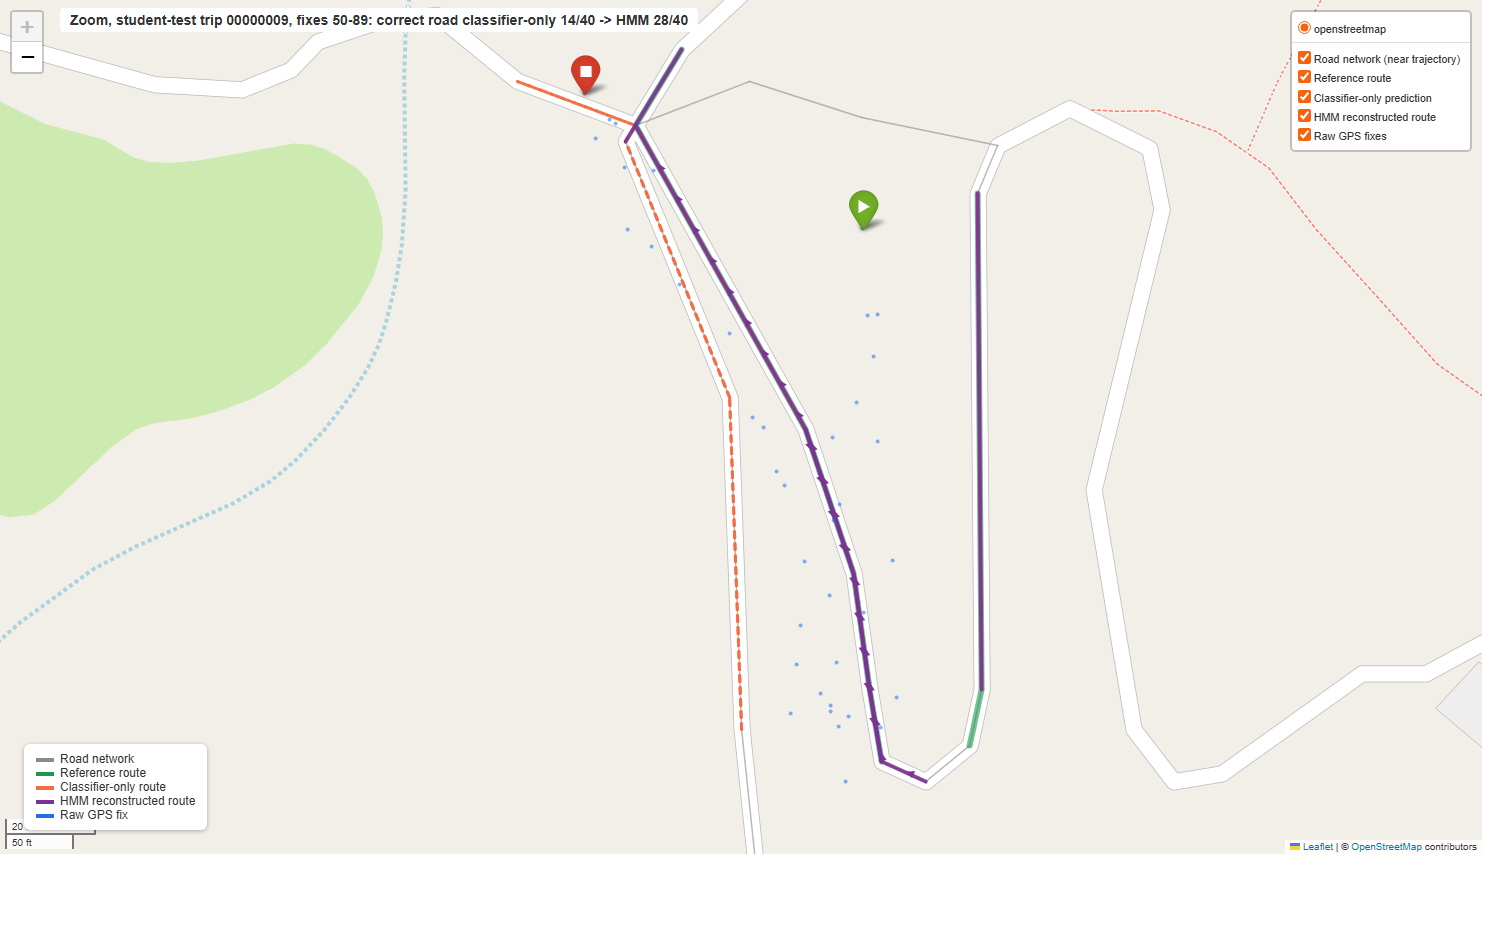 Zoom, student-test trip 00000009, fixes 50-89: correct road classifier-only 14/40 -> HMM 28/40
+
−
openstreetmap
Road network (near trajectory)
Reference route
Classifier-only prediction
HMM reconstructed route
Raw GPS fixes
Road network
Reference route
Classifier-only route
HMM reconstructed route
Raw GPS fix
20
50 ft
Leaflet | © OpenStreetMap contributors